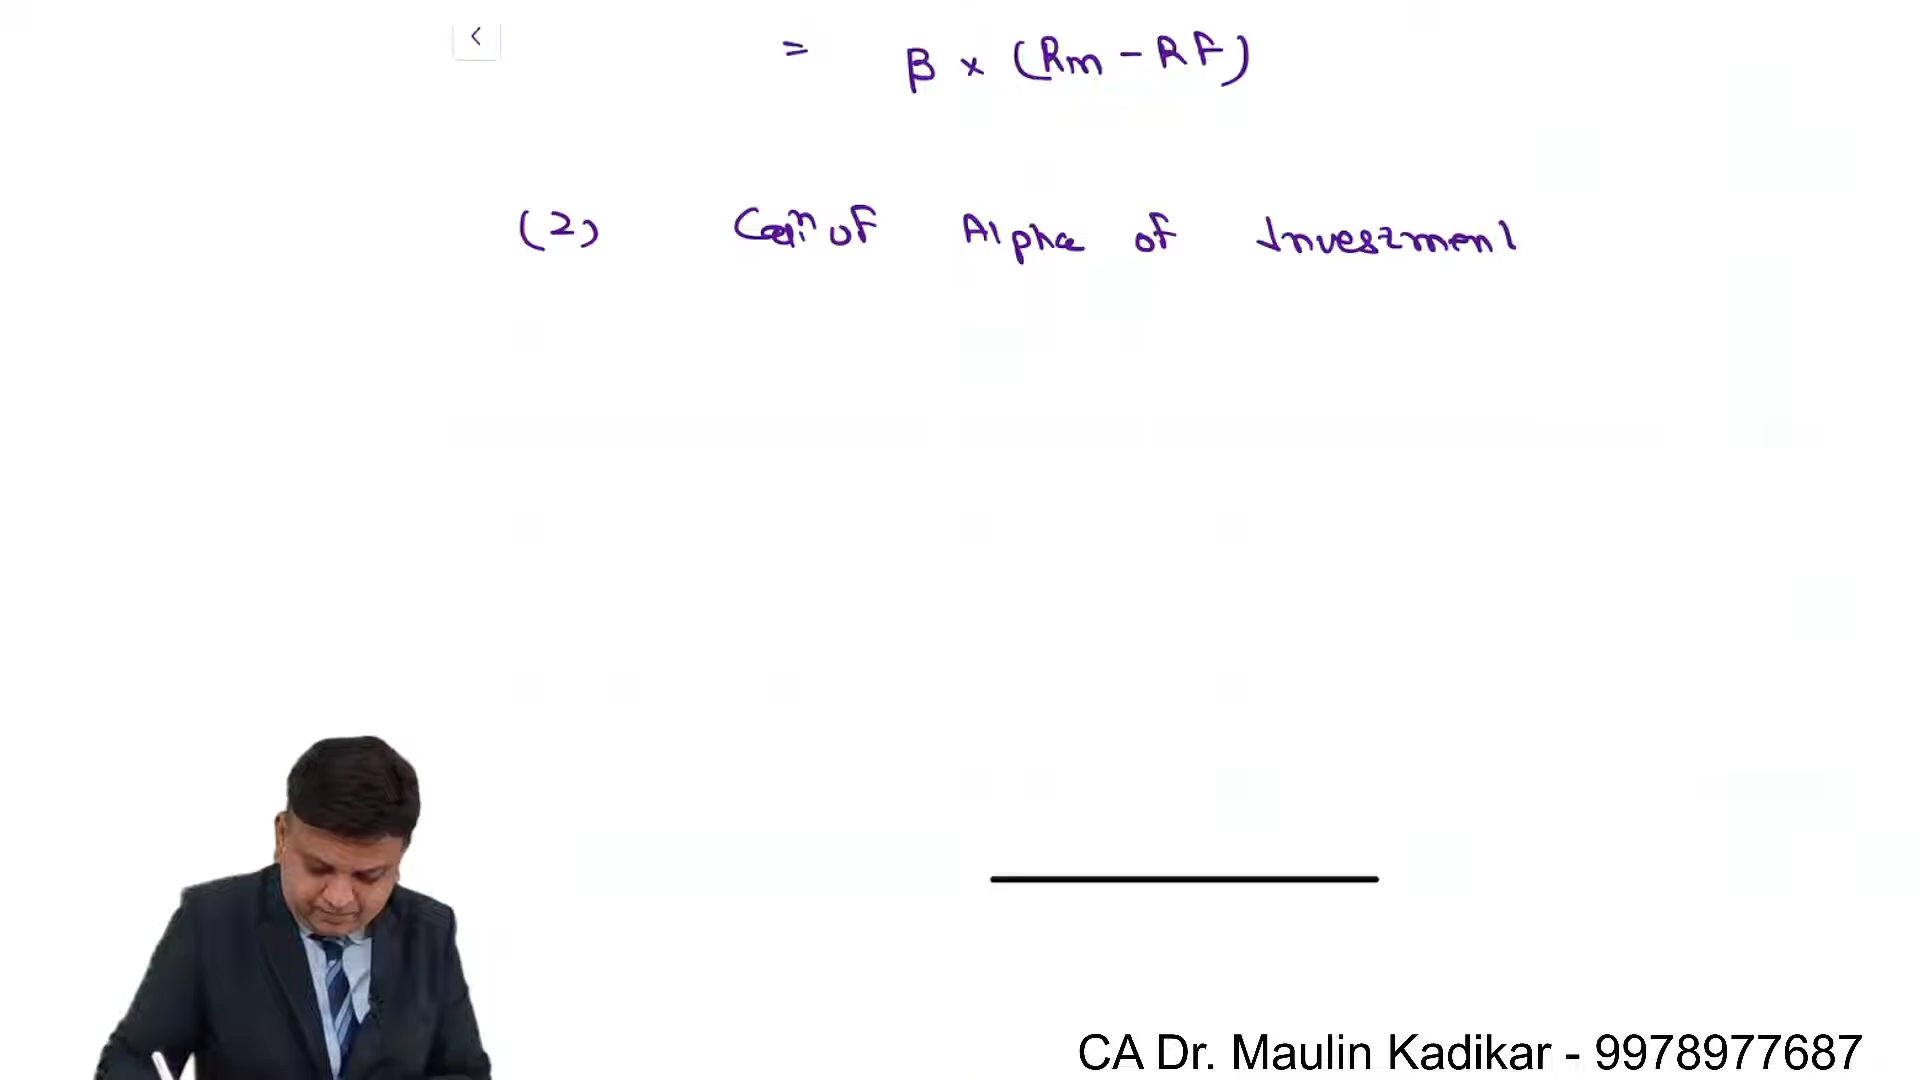 = β × (Rm - RF)
(2) Calⁿ of Alpha of Investment
CA Dr. Maulin Kadikar - 9978977687